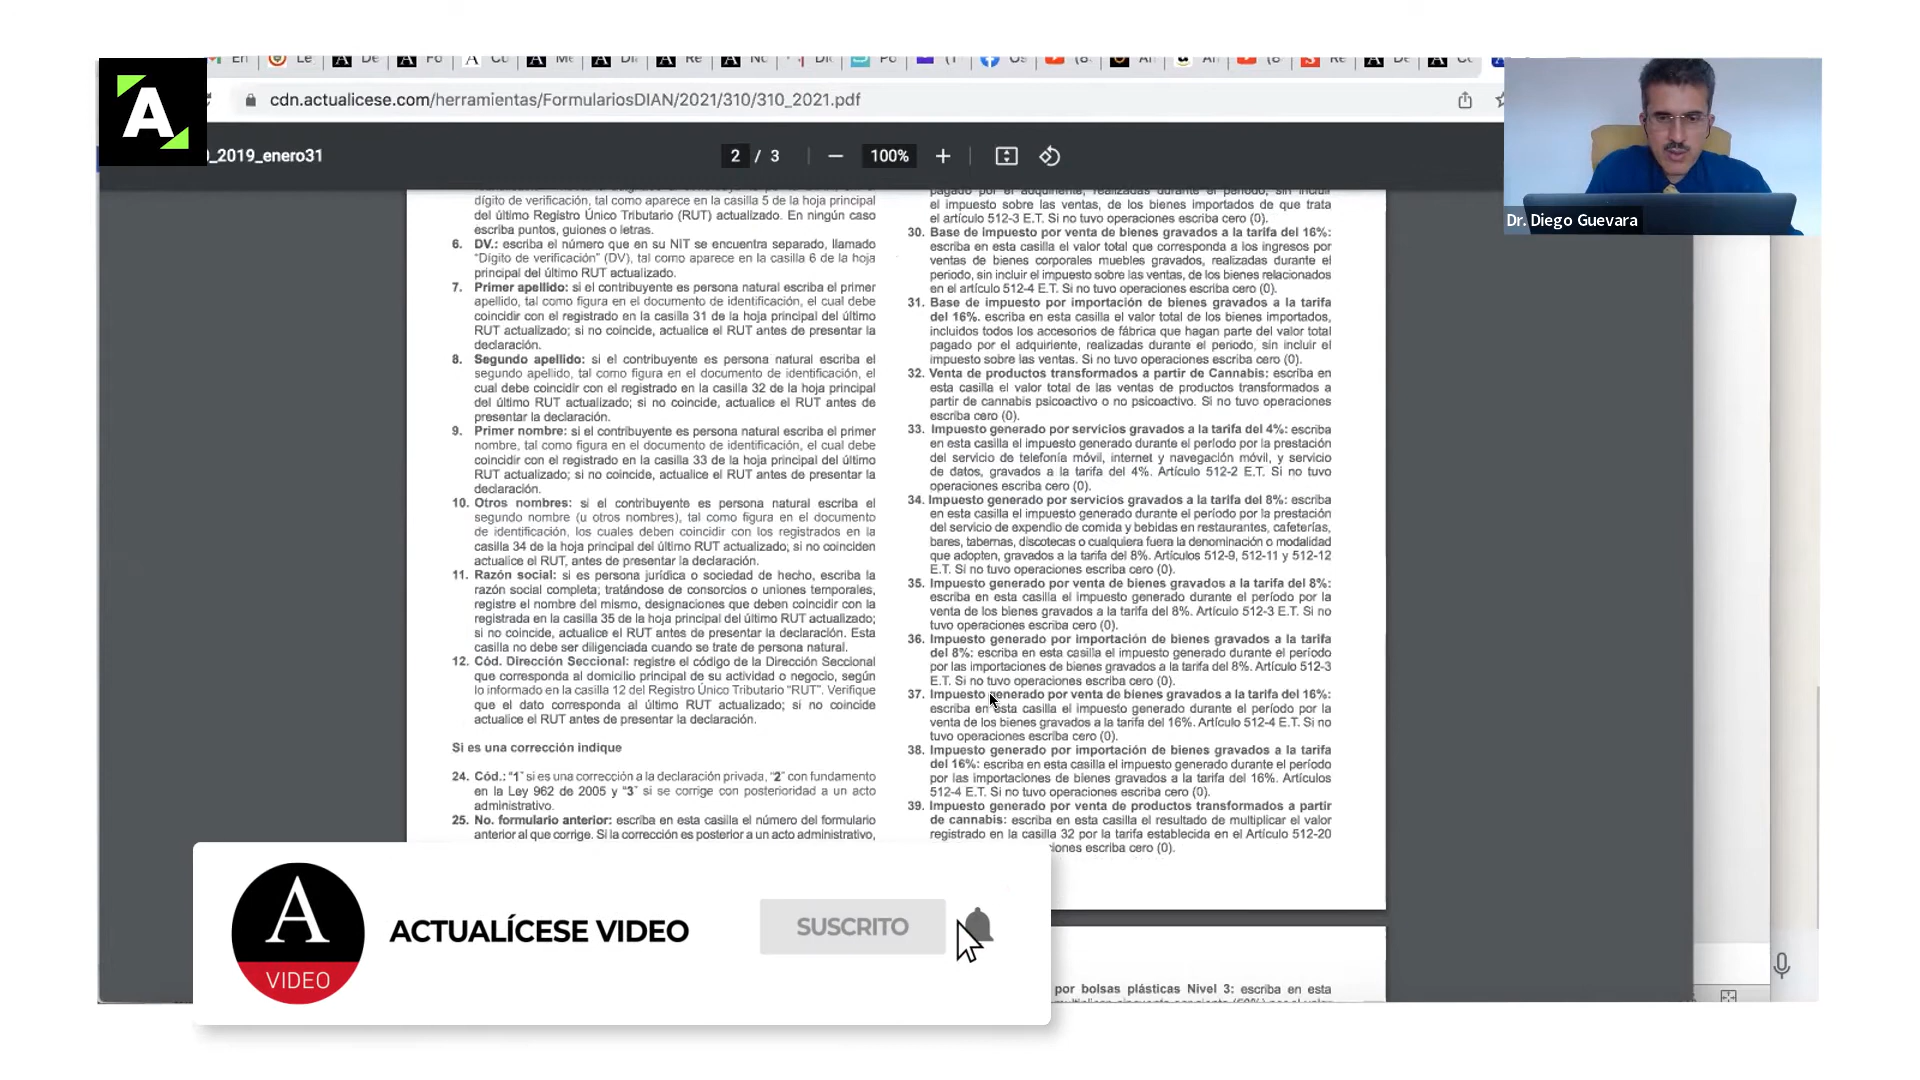 En
Le
De
Fo
Me
Di
Re
No
DIC
cdn.actualicese.com/herramientas/FormulariosDIAN/2021/310/310_2021.pdf
A
0_2019_enero31
2 / 3
100%
Dr. Diego Guevara
dígito de verificación, tal como aparece en la casilla 5 de la hoja principal
del último Registro Único Tributario (RUT) actualizado. En ningún caso
escriba puntos, guiones o letras.
6. DV.: escriba el número que en su NIT se encuentra separado, llamado
"Dígito de verificación" (DV), tal como aparece en la casilla 6 de la hoja
principal del último RUT actualizado.
7. Primer apellido: si el contribuyente es persona natural escriba el primer
apellido, tal como figura en el documento de identificación, el cual debe
coincidir con el registrado en la casilla 31 de la hoja principal del último
RUT actualizado; si no coincide, actualice el RUT antes de presentar la
declaración.
8. Segundo apellido: si el contribuyente es persona natural escriba el
segundo apellido, tal como figura en el documento de identificación, el
cual debe coincidir con el registrado en la casilla 32 de la hoja principal
del último RUT actualizado; si no coincide, actualice el RUT antes de
presentar la declaración.
9. Primer nombre: si el contribuyente es persona natural escriba el primer
nombre, tal como figura en el documento de identificación, el cual debe
coincidir con el registrado en la casilla 33 de la hoja principal del último
RUT actualizado; si no coincide, actualice el RUT antes de presentar la
declaración.
10. Otros nombres: si el contribuyente es persona natural escriba el
segundo nombre (u otros nombres), tal como figura en el documento
de identificación, los cuales deben coincidir con los registrados en la
casilla 34 de la hoja principal del último RUT actualizado; si no coinciden
actualice el RUT, antes de presentar la declaración.
11. Razón social: si es persona jurídica o sociedad de hecho, escriba la
razón social completa; tratándose de consorcios o uniones temporales,
registre el nombre del mismo, designaciones que deben coincidir con la
registrada en la casilla 35 de la hoja principal del último RUT actualizado;
si no coincide, actualice el RUT antes de presentar la declaración. Esta
casilla no debe ser diligenciada cuando se trate de persona natural.
12. Cód. Dirección Seccional: registre el código de la Dirección Seccional
que corresponda al domicilio principal de su actividad o negocio, según
lo informado en la casilla 12 del Registro Único Tributario "RUT". Verifique
que el dato corresponda al último RUT actualizado; si no coincide
actualice el RUT antes de presentar la declaración.
Si es una corrección indique
24. Cód.: "1" si es una corrección a la declaración privada, "2" con fundamento
en la Ley 962 de 2005 y "3" si se corrige con posterioridad a un acto
administrativo.
25. No. formulario anterior: escriba en esta casilla el número del formulario
anterior al que corrige. Si la corrección es posterior a un acto administrativo,
pagado por el adquiriente, realizadas durante el periodo, sin incluir
el impuesto sobre las ventas, de los bienes importados de que trata
el artículo 512-3 E.T. Si no tuvo operaciones escriba cero (0).
30. Base de impuesto por venta de bienes gravados a la tarifa del 16%:
escriba en esta casilla el valor total que corresponda a los ingresos por
ventas de bienes corporales muebles gravados, realizadas durante el
periodo, sin incluir el impuesto sobre las ventas, de los bienes relacionados
en el artículo 512-4 E.T. Si no tuvo operaciones escriba cero (0).
31. Base de impuesto por importación de bienes gravados a la tarifa
del 16%. escriba en esta casilla el valor total de los bienes importados,
incluidos todos los accesorios de fábrica que hagan parte del valor total
pagado por el adquiriente, realizadas durante el periodo, sin incluir el
impuesto sobre las ventas. Si no tuvo operaciones escriba cero (0).
32. Venta de productos transformados a partir de Cannabis: escriba en
esta casilla el valor total de las ventas de productos transformados a
partir de cannabis psicoactivo o no psicoactivo. Si no tuvo operaciones
escriba cero (0).
33. Impuesto generado por servicios gravados a la tarifa del 4%: escriba
en esta casilla el impuesto generado durante el período por la prestación
del servicio de telefonía móvil, internet y navegación móvil, y servicio
de datos, gravados a la tarifa del 4%. Artículo 512-2 E.T. Si no tuvo
operaciones escriba cero (0).
34. Impuesto generado por servicios gravados a la tarifa del 8%: escriba
en esta casilla el impuesto generado durante el período por la prestación
del servicio de expendio de comida y bebidas en restaurantes, cafeterías,
bares, tabernas, discotecas o cualquiera fuera la denominación o modalidad
que adopten, gravados a la tarifa del 8%. Artículos 512-9, 512-11 y 512-12
E.T. Si no tuvo operaciones escriba cero (0).
35. Impuesto generado por venta de bienes gravados a la tarifa del 8%:
escriba en esta casilla el impuesto generado durante el período por la
venta de los bienes gravados a la tarifa del 8%. Artículo 512-3 E.T. Si no
tuvo operaciones escriba cero (0).
36. Impuesto generado por importación de bienes gravados a la tarifa
del 8%: escriba en esta casilla el impuesto generado durante el período
por las importaciones de bienes gravados a la tarifa del 8%. Artículo 512-3
E.T. Si no tuvo operaciones escriba cero (0).
37. Impuesto generado por venta de bienes gravados a la tarifa del 16%:
escriba en esta casilla el impuesto generado durante el período por la
venta de los bienes gravados a la tarifa del 16%. Artículo 512-4 E.T. Si no
tuvo operaciones escriba cero (0).
38. Impuesto generado por importación de bienes gravados a la tarifa
del 16%: escriba en esta casilla el impuesto generado durante el período
por las importaciones de bienes gravados a la tarifa del 16%. Artículos
512-4 E.T. Si no tuvo operaciones escriba cero (0).
39. Impuesto generado por venta de productos transformados a partir
de cannabis: escriba en esta casilla el resultado de multiplicar el valor
registrado en la casilla 32 por la tarifa establecida en el Artículo 512-20
iones escriba cero (0).
por bolsas plásticas Nivel 3: escriba en esta
A
VIDEO
ACTUALÍCESE VIDEO
SUSCRITO